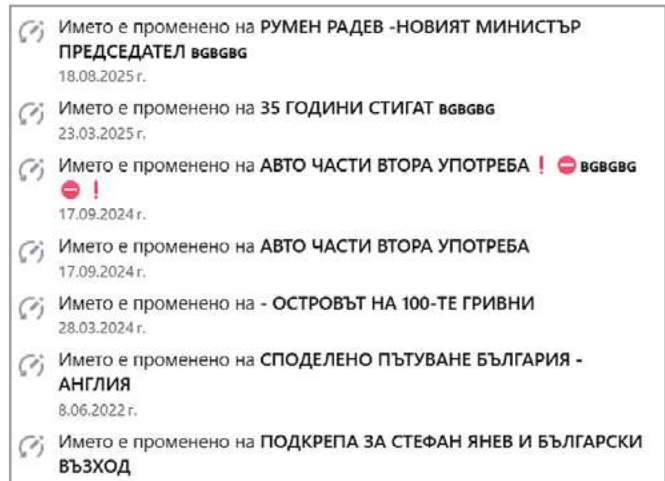 Името е променено на РУМЕН РАДЕВ -НОВИЯТ МИНИСТЪР
ПРЕДСЕДАТЕЛ BGBGBG
18.08.2025 г.
Името е променено на 35 ГОДИНИ СТИГАТ BGBGBG
23.03.2025 г.
Името е променено на АВТО ЧАСТИ ВТОРА УПОТРЕБА❗ ⛔ BGBGBG
⛔ ❗
17.09.2024 г.
Името е променено на АВТО ЧАСТИ ВТОРА УПОТРЕБА
17.09.2024 г.
Името е променено на - ОСТРОВЪТ НА 100-ТЕ ГРИВНИ
28.03.2024 г.
Името е променено на СПОДЕЛЕНО ПЪТУВАНЕ БЪЛГАРИЯ -
АНГЛИЯ
8.06.2022 г.
Името е променено на ПОДКРЕПА ЗА СТЕФАН ЯНЕВ И БЪЛГАРСКИ
ВЪЗХОД